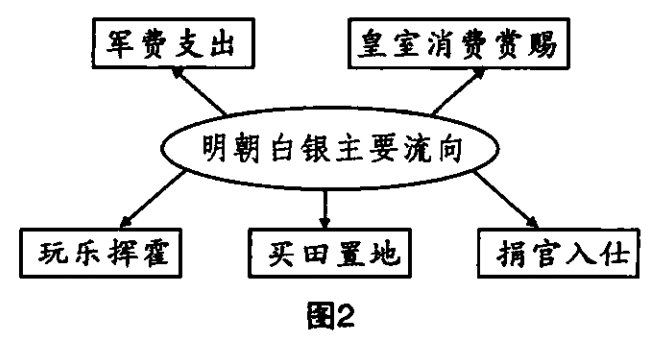 军费支出
皇室消费赏赐
明朝白银主要流向
玩乐挥霍
买田置地
捐官入仕
图2